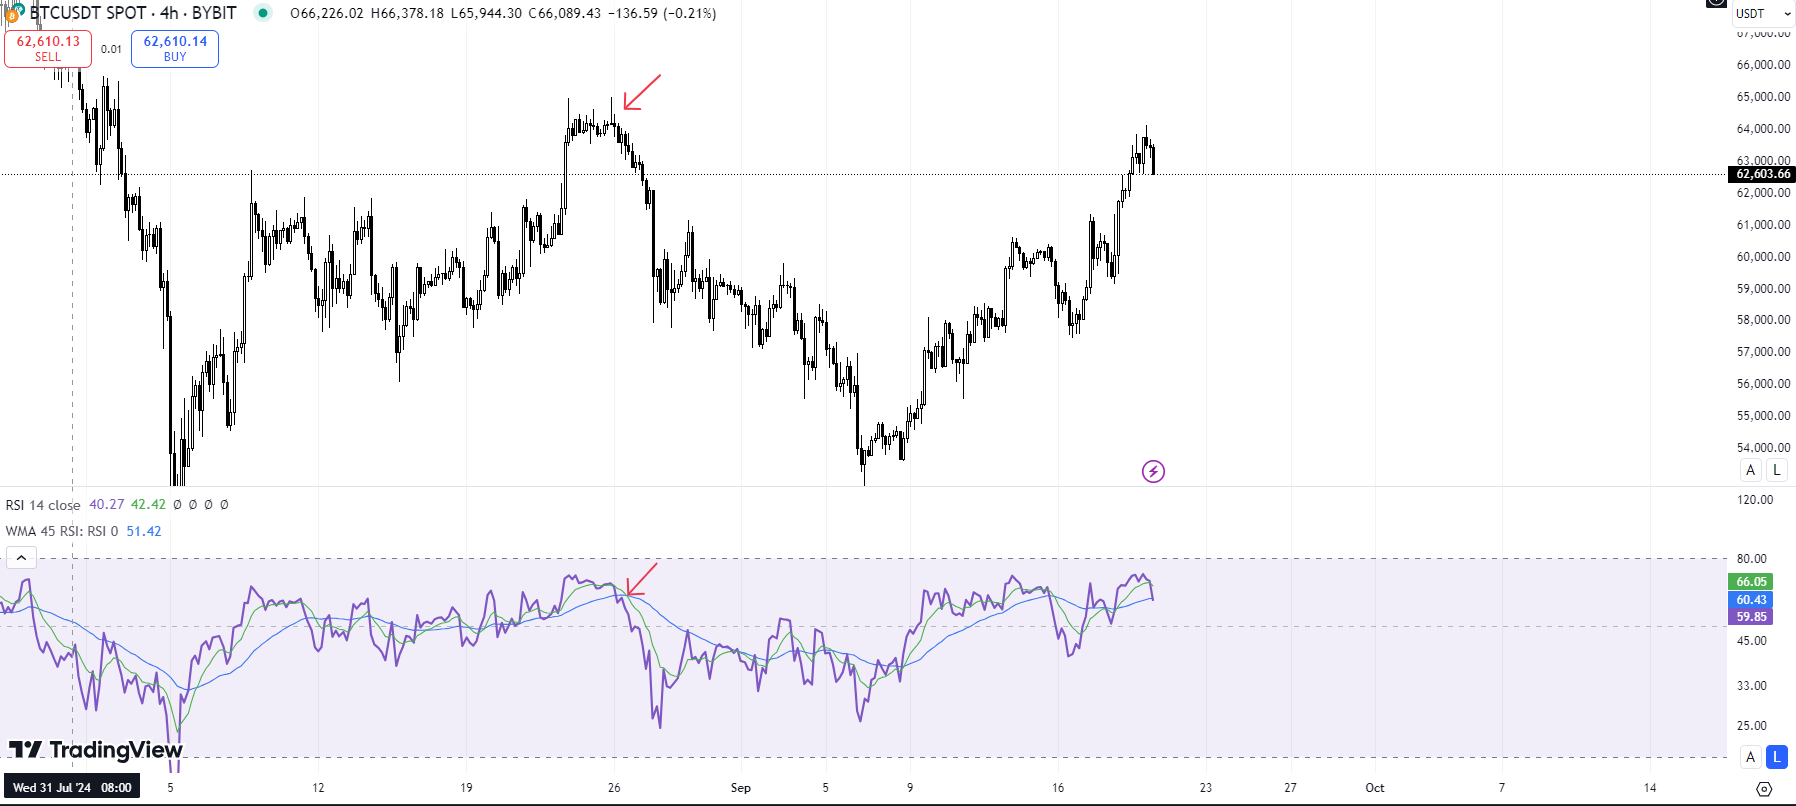 BTCUSDT SPOT · 4h · BYBIT O66,226.02 H66,378.18 L65,944.30 C66,089.43 −136.59 (−0.21%)
USDT
62,610.13
SELL
0.01
62,610.14
BUY
67,000.00
66,000.00
65,000.00
64,000.00
63,000.00
62,603.66
62,000.00
61,000.00
60,000.00
59,000.00
58,000.00
57,000.00
56,000.00
55,000.00
54,000.00
A L
RSI 14 close 40.27 42.42 Ø Ø Ø Ø
WMA 45 RSI: RSI 0 51.42
120.00
80.00
66.05
60.43
59.85
45.00
33.00
25.00
TradingView
A L
Wed 31 Jul '24 08:00 5 12 19 26 Sep 5 9 16 23 27 Oct 7 14